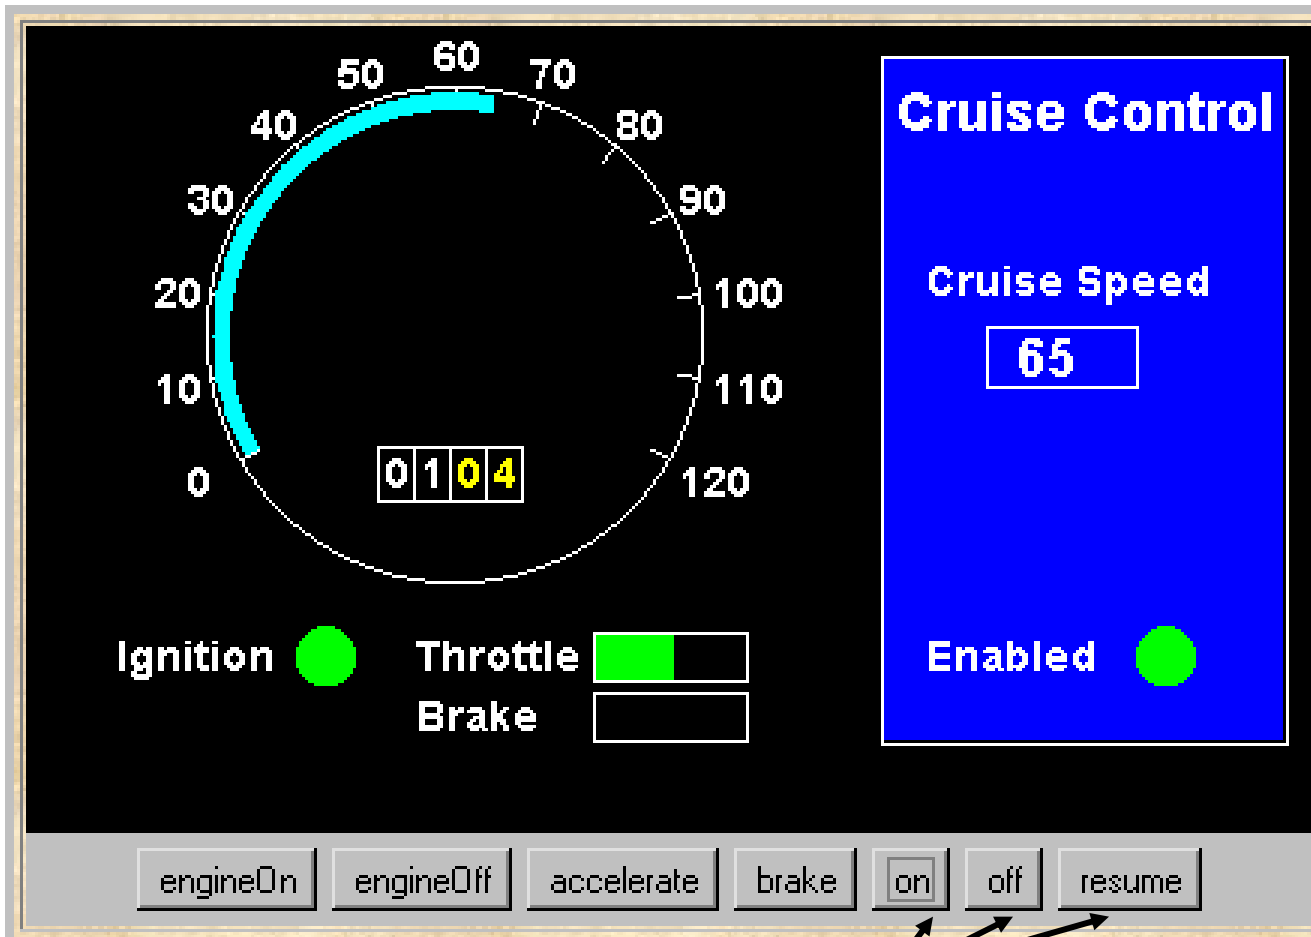 60
50
70
40
80
30
90
20
100
10
110
0
120
0104
Cruise Control
Cruise Speed
65
Ignition
Throttle
Brake
Enabled
engineOn
engineOff
accelerate
brake
on
off
resume